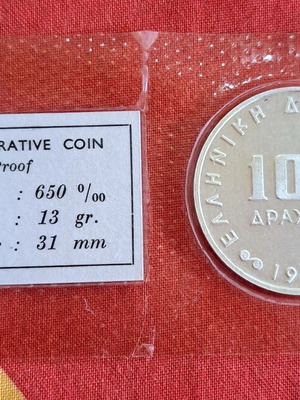 RATIVE COIN
Proof
: 650 ‰
: 13 gr.
: 31 mm
ΕΛΛΗΝΙΚΗ Δ
10
ΔΡΑΧ
19